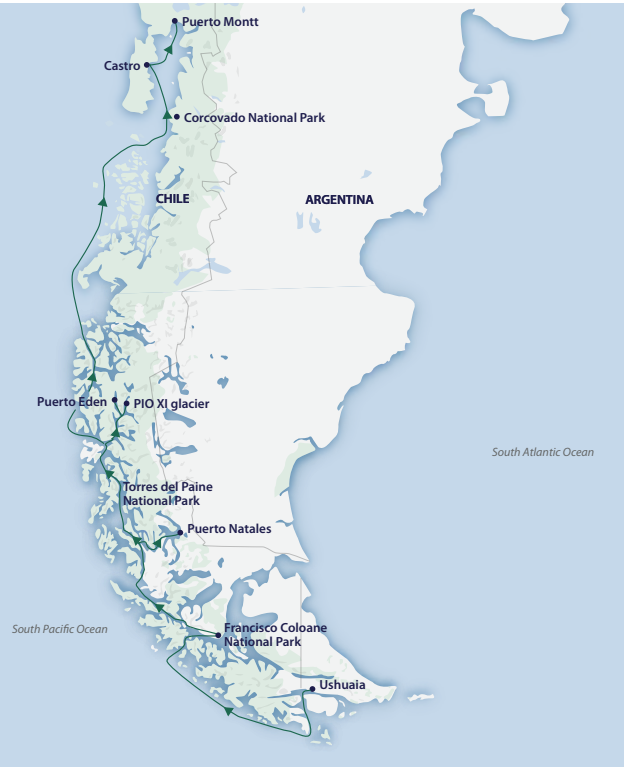 Puerto Montt
Castro
Corcovado National Park
CHILE
ARGENTINA
Puerto Eden
PIO XI glacier
South Atlantic Ocean
Torres del Paine
National Park
Puerto Natales
South Pacific Ocean
Francisco Coloane
National Park
Ushuaia